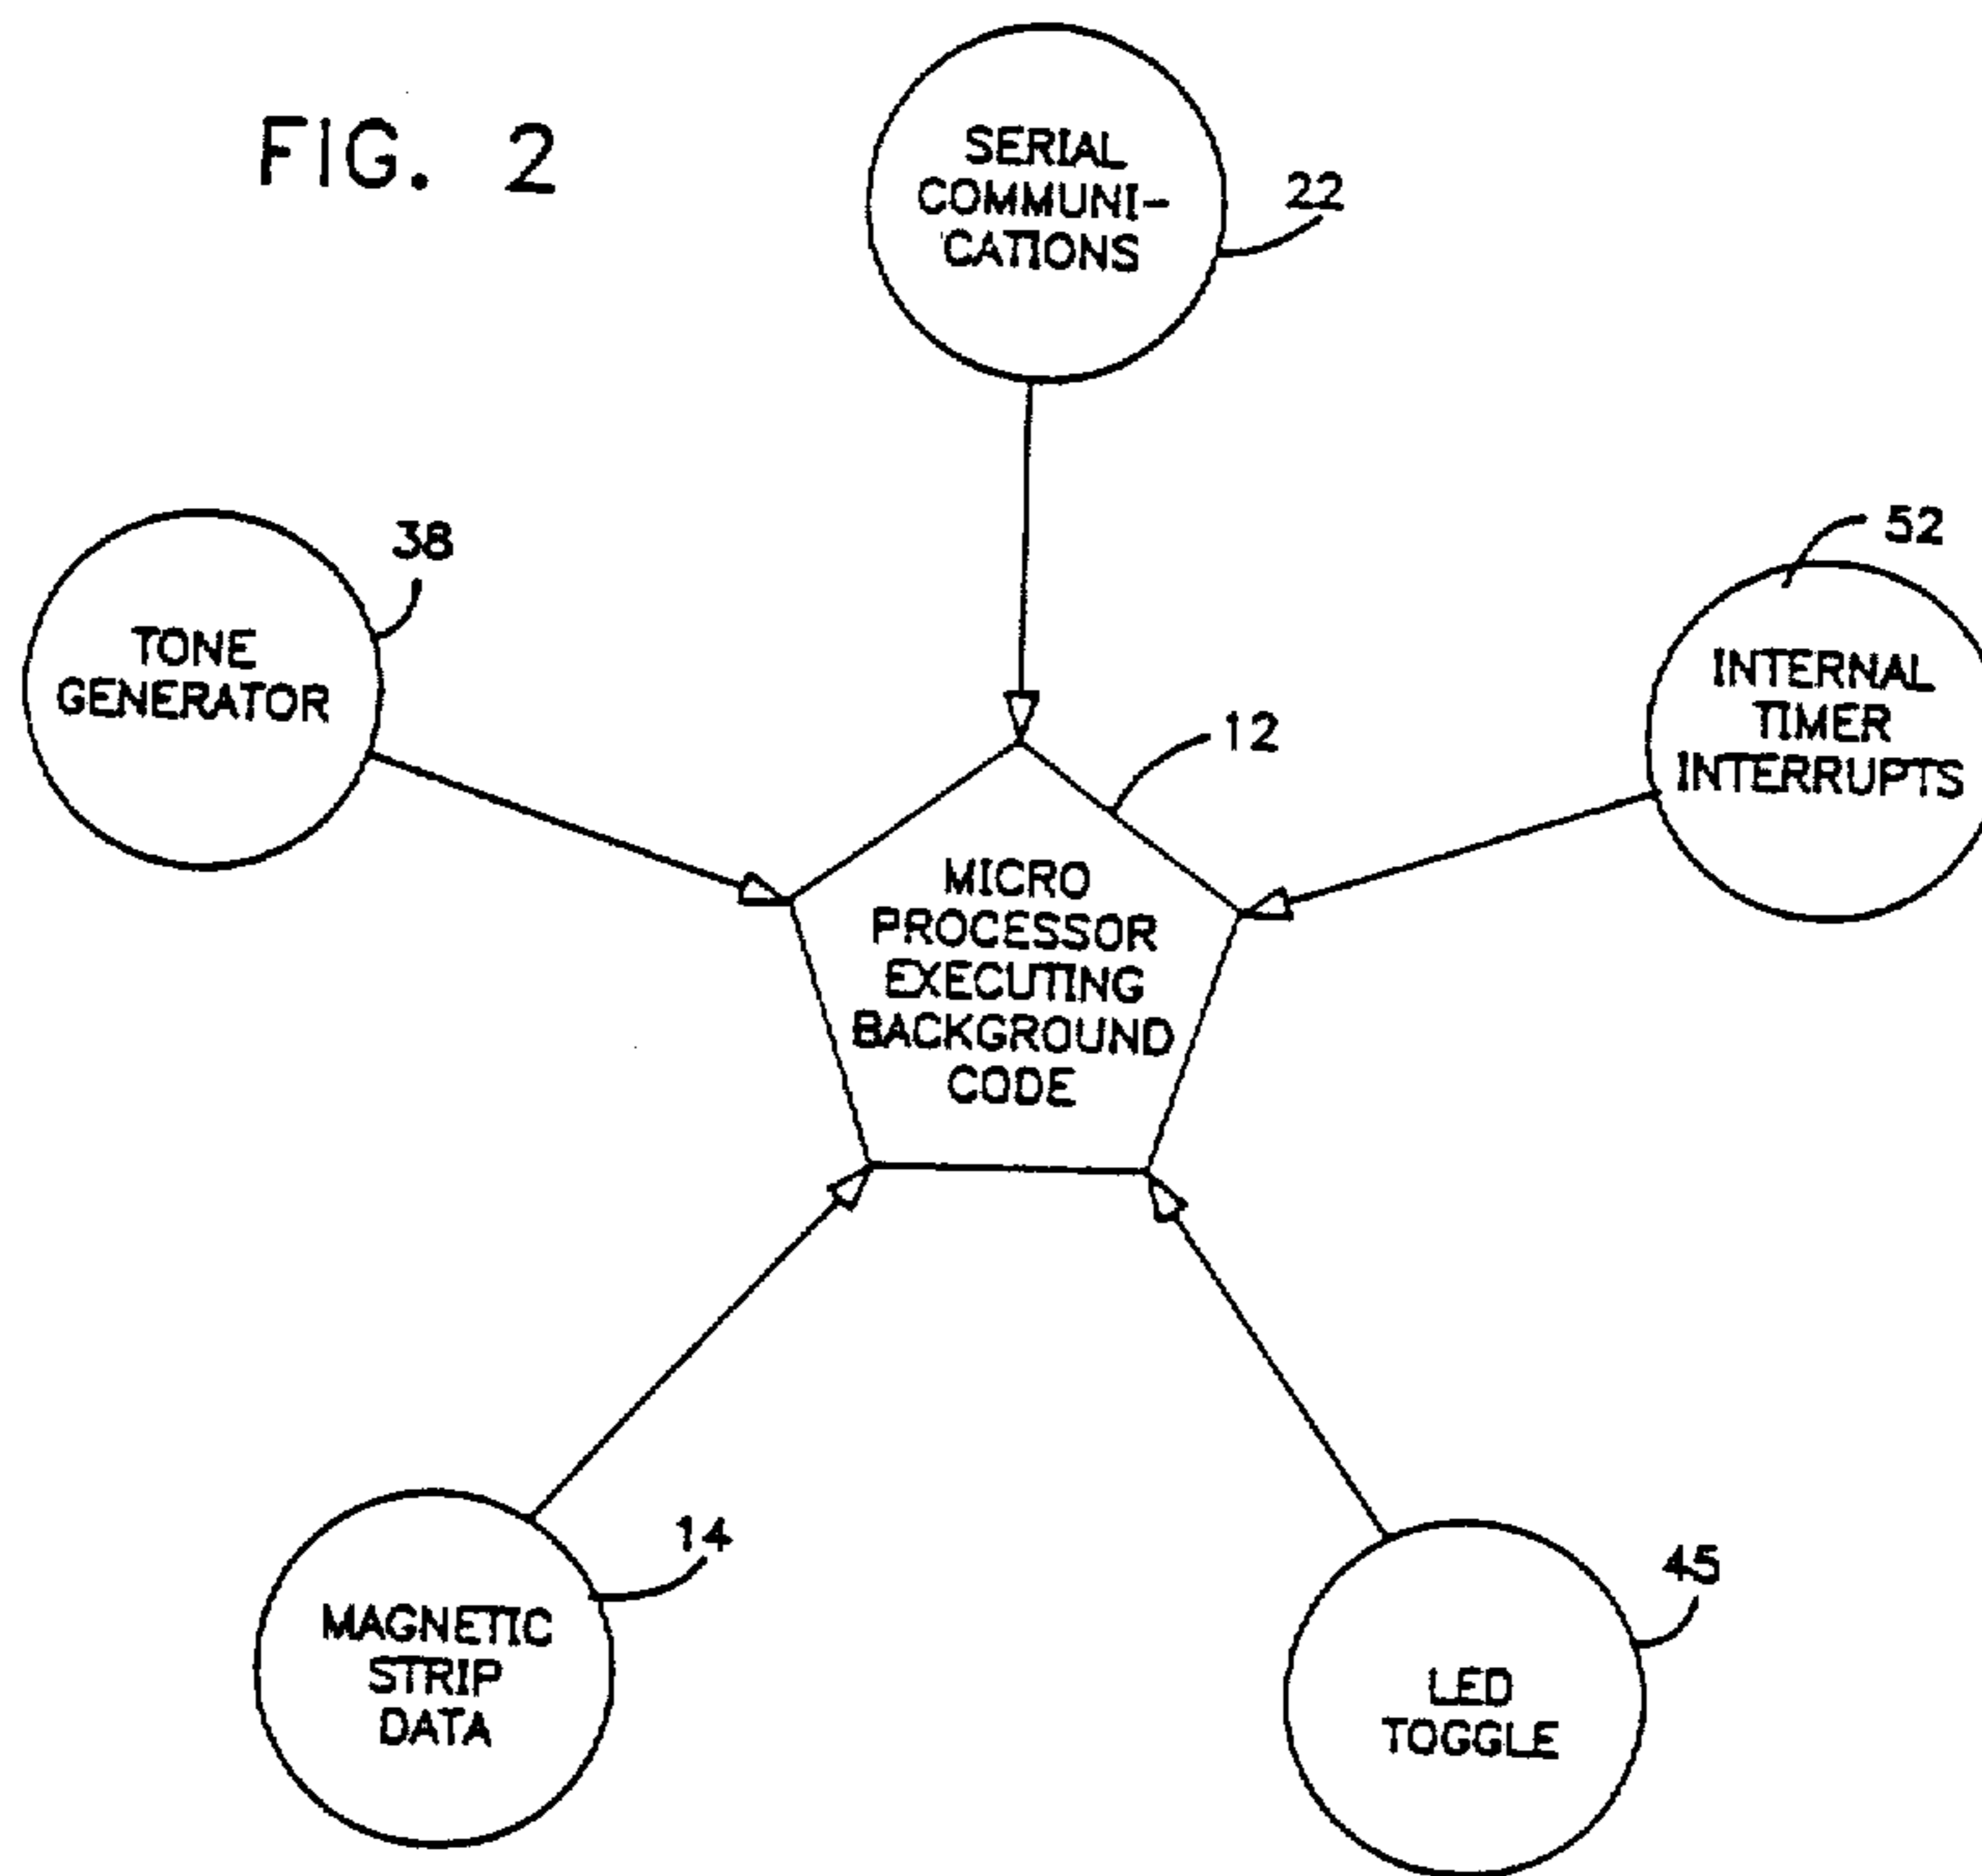 FIG. 2
SERIAL
COMMUNI-
CATIONS
22
38
TONE
GENERATOR
52
INTERNAL
TIMER
INTERRUPTS
12
MICRO
PROCESSOR
EXECUTING
BACKGROUND
CODE
14
MAGNETIC
STRIP
DATA
45
LED
TOGGLE